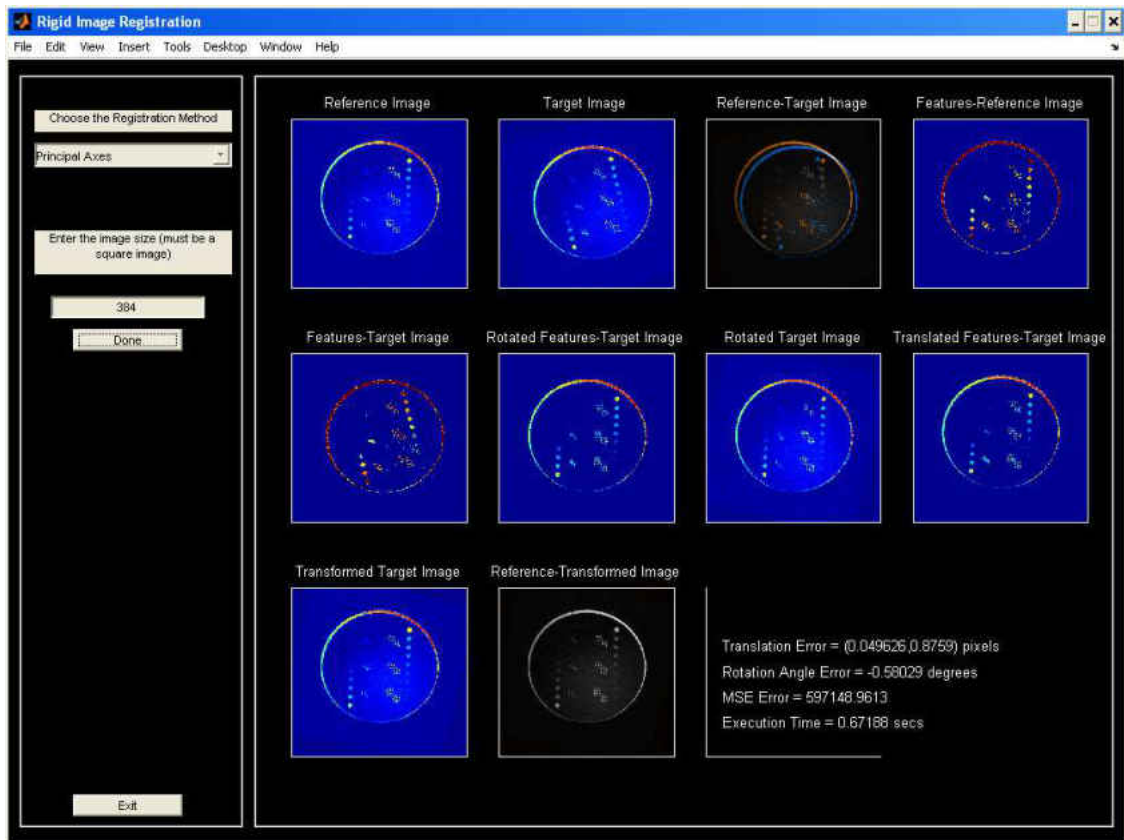 Rigid Image Registration
File Edit View Insert Tools Desktop Window Help
Choose the Registration Method
Principal Axes
Enter the image size (must be a
square image)
384
Done
Exit
Reference Image
Target Image
Reference-Target Image
Features-Reference Image
Features-Target Image
Rotated Features-Target Image
Rotated Target Image
Translated Features-Target Image
Transformed Target Image
Reference-Transformed Image
Translation Error = (0.049626,0.8759) pixels
Rotation Angle Error = -0.58029 degrees
MSE Error = 597148.9613
Execution Time = 0.67188 secs